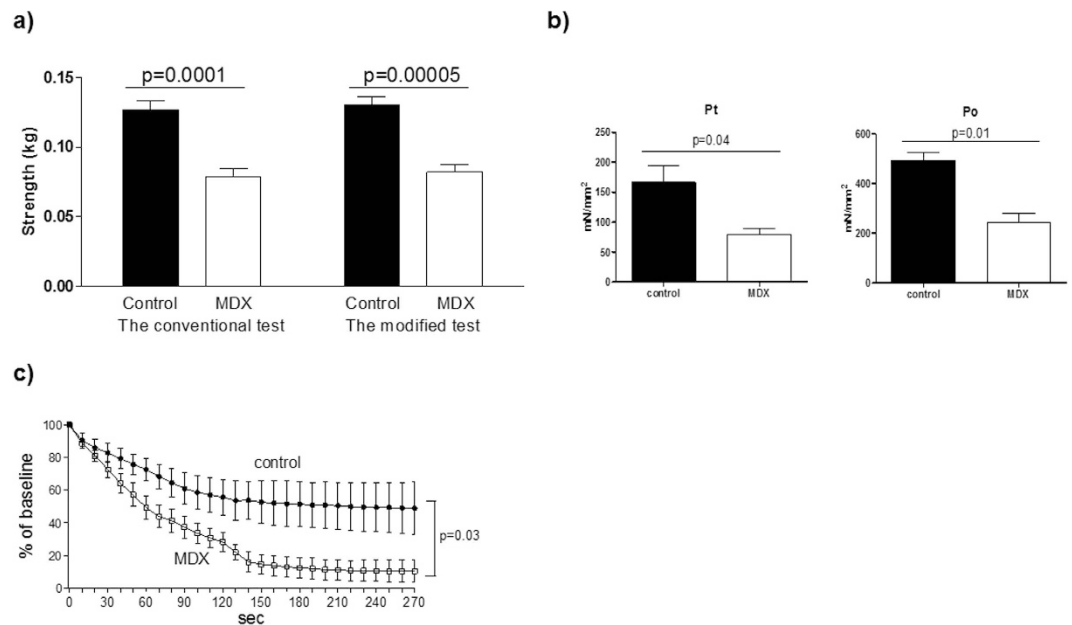 a)
p=0.0001 p=0.00005
0.15
0.10
0.05
0.00
Strength (kg)
Control MDX Control MDX
The conventional test The modified test
b)
Pt
p=0.04
250
200
150
100
50
0
mN/mm²
control MDX
Po
p=0.01
600
400
200
0
mN/mm²
control MDX
c)
100
80
60
40
20
0
% of baseline
control
MDX
p=0.03
0 30 60 90 120 150 180 210 240 270
sec